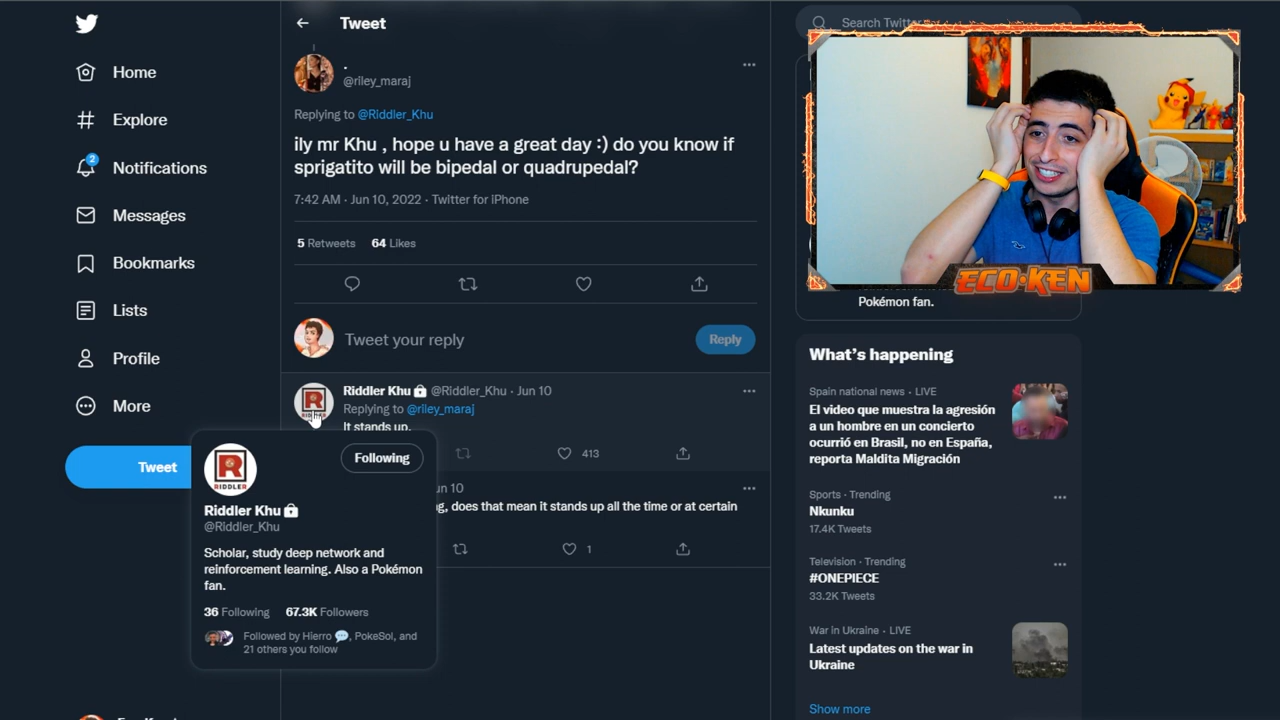 Home
Explore
2
Notifications
Messages
Bookmarks
Lists
Profile
More
Tweet
Tweet
.
@riley_maraj
Replying to @Riddler_Khu
ily mr Khu , hope u have a great day :) do you know if
sprigatito will be bipedal or quadrupedal?
7:42 AM · Jun 10, 2022 · Twitter for iPhone
5 Retweets 64 Likes
Tweet your reply
Reply
Riddler Khu @Riddler_Khu · Jun 10
Replying to @riley_maraj
It stands up.
413
un 10
g, does that mean it stands up all the time or at certain
1
RIDDLER
Following
Riddler Khu
@Riddler_Khu
Scholar, study deep network and
reinforcement learning. Also a Pokémon
fan.
36 Following 67.3K Followers
Followed by Hierro 💬, PokeSol, and
21 others you follow
Search Twitter
ECO·KEN
Pokémon fan.
What's happening
Spain national news · LIVE
El video que muestra la agresión
a un hombre en un concierto
ocurrió en Brasil, no en España,
reporta Maldita Migración
Sports · Trending
Nkunku
17.4K Tweets
Television · Trending
#ONEPIECE
33.2K Tweets
War in Ukraine · LIVE
Latest updates on the war in
Ukraine
Show more